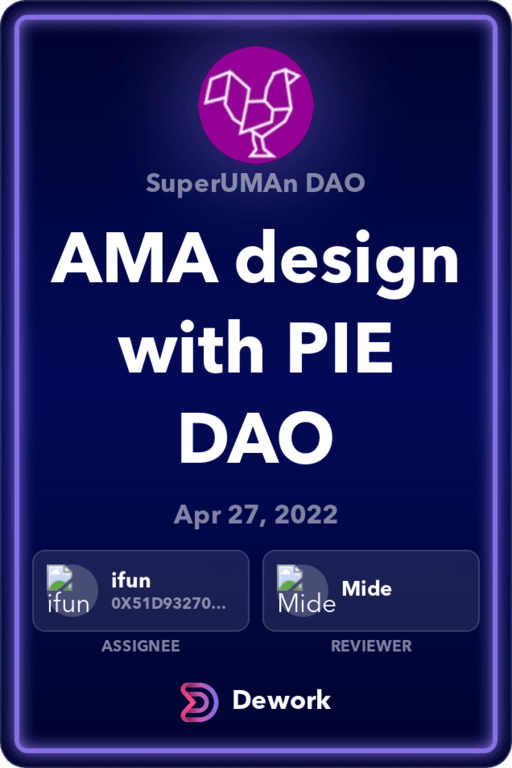 SuperUMAn DAO
AMA design
with PIE
DAO
Apr 27, 2022
ifun
ifun
0X51D93270...
Mide
Mide
ASSIGNEE
REVIEWER
Dework